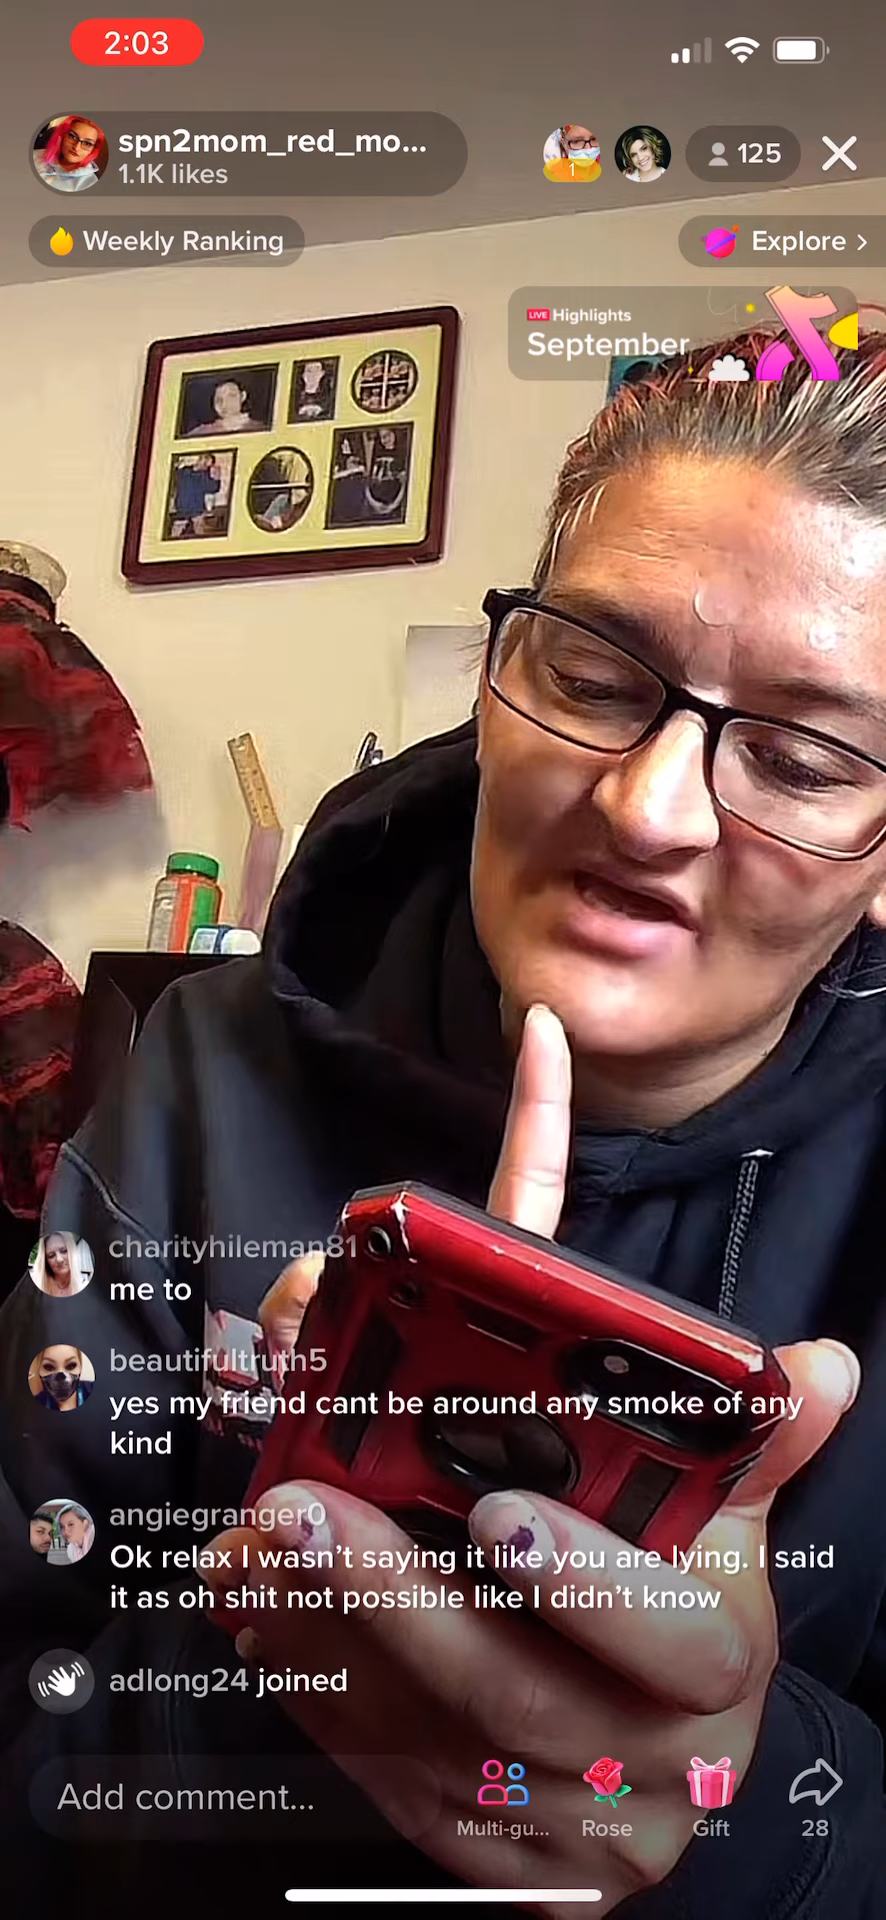 2:03
spn2mom_red_mo...
1.1K likes
1
125
Weekly Ranking
Explore >
LIVE Highlights
September
charityhileman81
me to
beautifultruth5
yes my friend cant be around any smoke of any
kind
angiegranger0
Ok relax I wasn't saying it like you are lying. I said
it as oh shit not possible like I didn't know
adlong24 joined
Add comment...
Multi-gu...
Rose
Gift
28